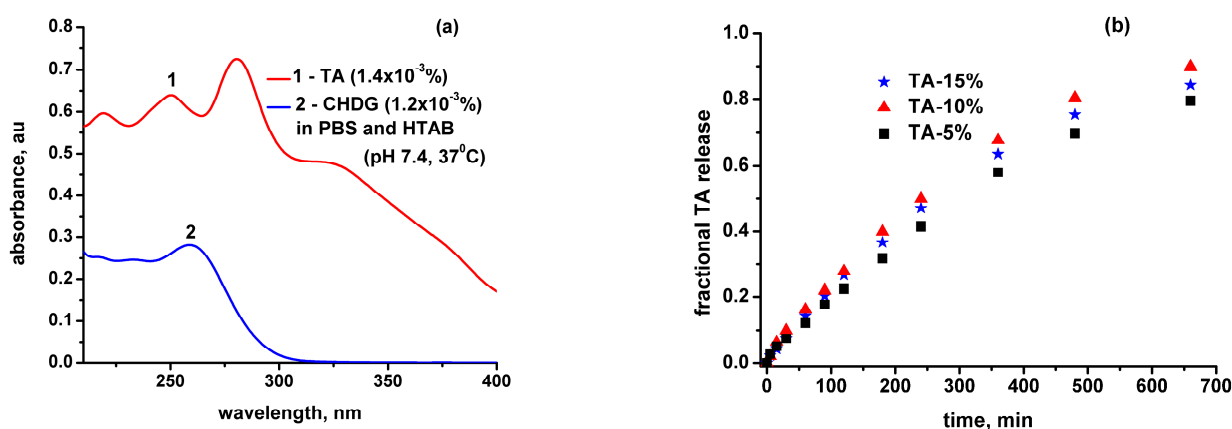 (a)
0.8
0.7
0.6
0.5
0.4
0.3
0.2
0.1
0.0
absorbance, au
1
2
1 - TA (1.4x10⁻³%)
2 - CHDG (1.2x10⁻³%)
in PBS and HTAB
(pH 7.4, 37⁰C)
250 300 350 400
wavelength, nm
(b)
1.0
0.8
0.6
0.4
0.2
0.0
fractional TA release
TA-15%
TA-10%
TA-5%
0 100 200 300 400 500 600 700
time, min